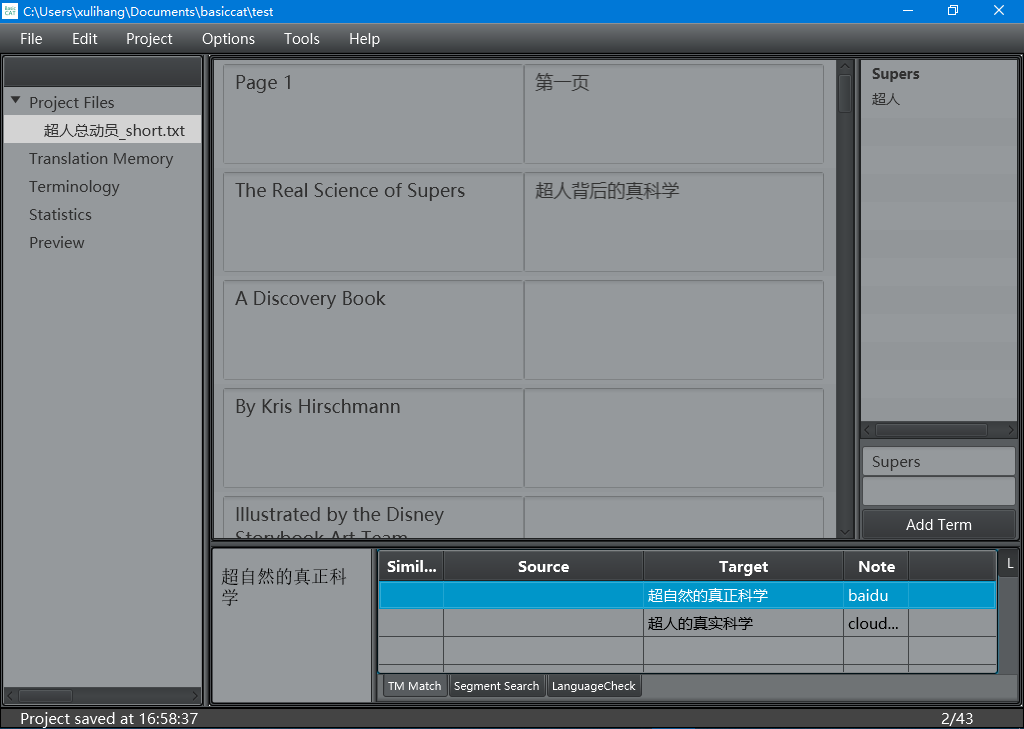 C:\Users\xulihang\Documents\basiccat\test
File Edit Project Options Tools Help
Project Files
超人总动员_short.txt
Translation Memory
Terminology
Statistics
Preview
Page 1
第一页
The Real Science of Supers
超人背后的真科学
A Discovery Book
By Kris Hirschmann
Illustrated by the Disney
Storybook Art Team
Supers
超人
Supers
Add Term
超自然的真正科
学
Simil... Source Target Note
超自然的真正科学 baidu
超人的真实科学 cloud...
L
TM Match Segment Search LanguageCheck
Project saved at 16:58:37
2/43